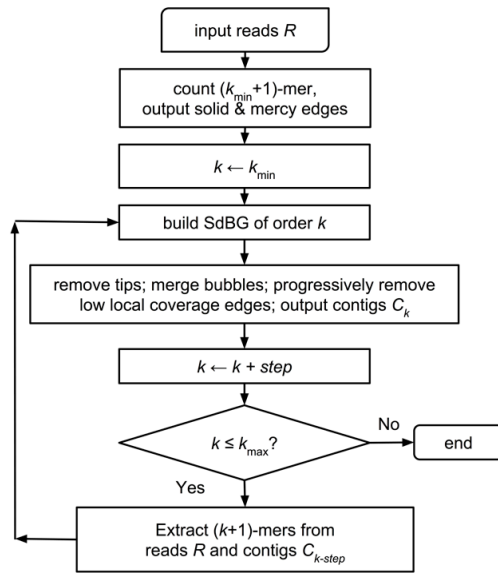 input reads R
count (kmin+1)-mer,
output solid & mercy edges
k ← kmin
build SdBG of order k
remove tips; merge bubbles; progressively remove
low local coverage edges; output contigs Ck
k ← k + step
k ≤ kmax?
No
end
Yes
Extract (k+1)-mers from
reads R and contigs Ck-step